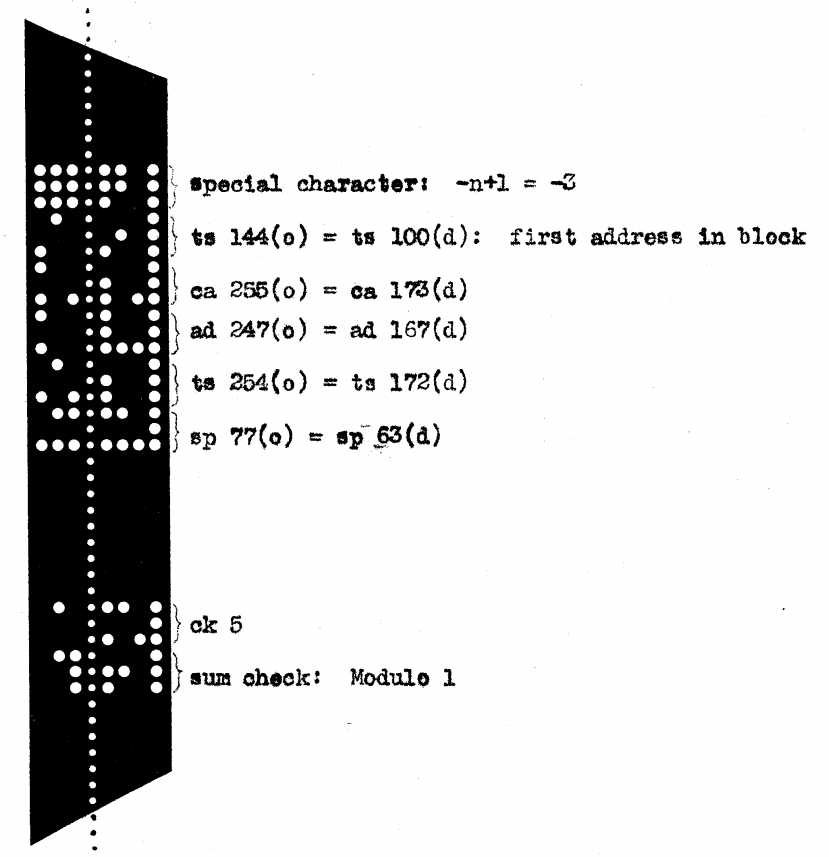 special character: -n+1 = -3
ts 144(o) = ts 100(d): first address in block
ca 255(o) = ca 173(d)
ad 247(o) = ad 167(d)
ts 254(o) = ts 172(d)
sp 77(o) = sp 63(d)
ck 5
sum check: Modulo 1